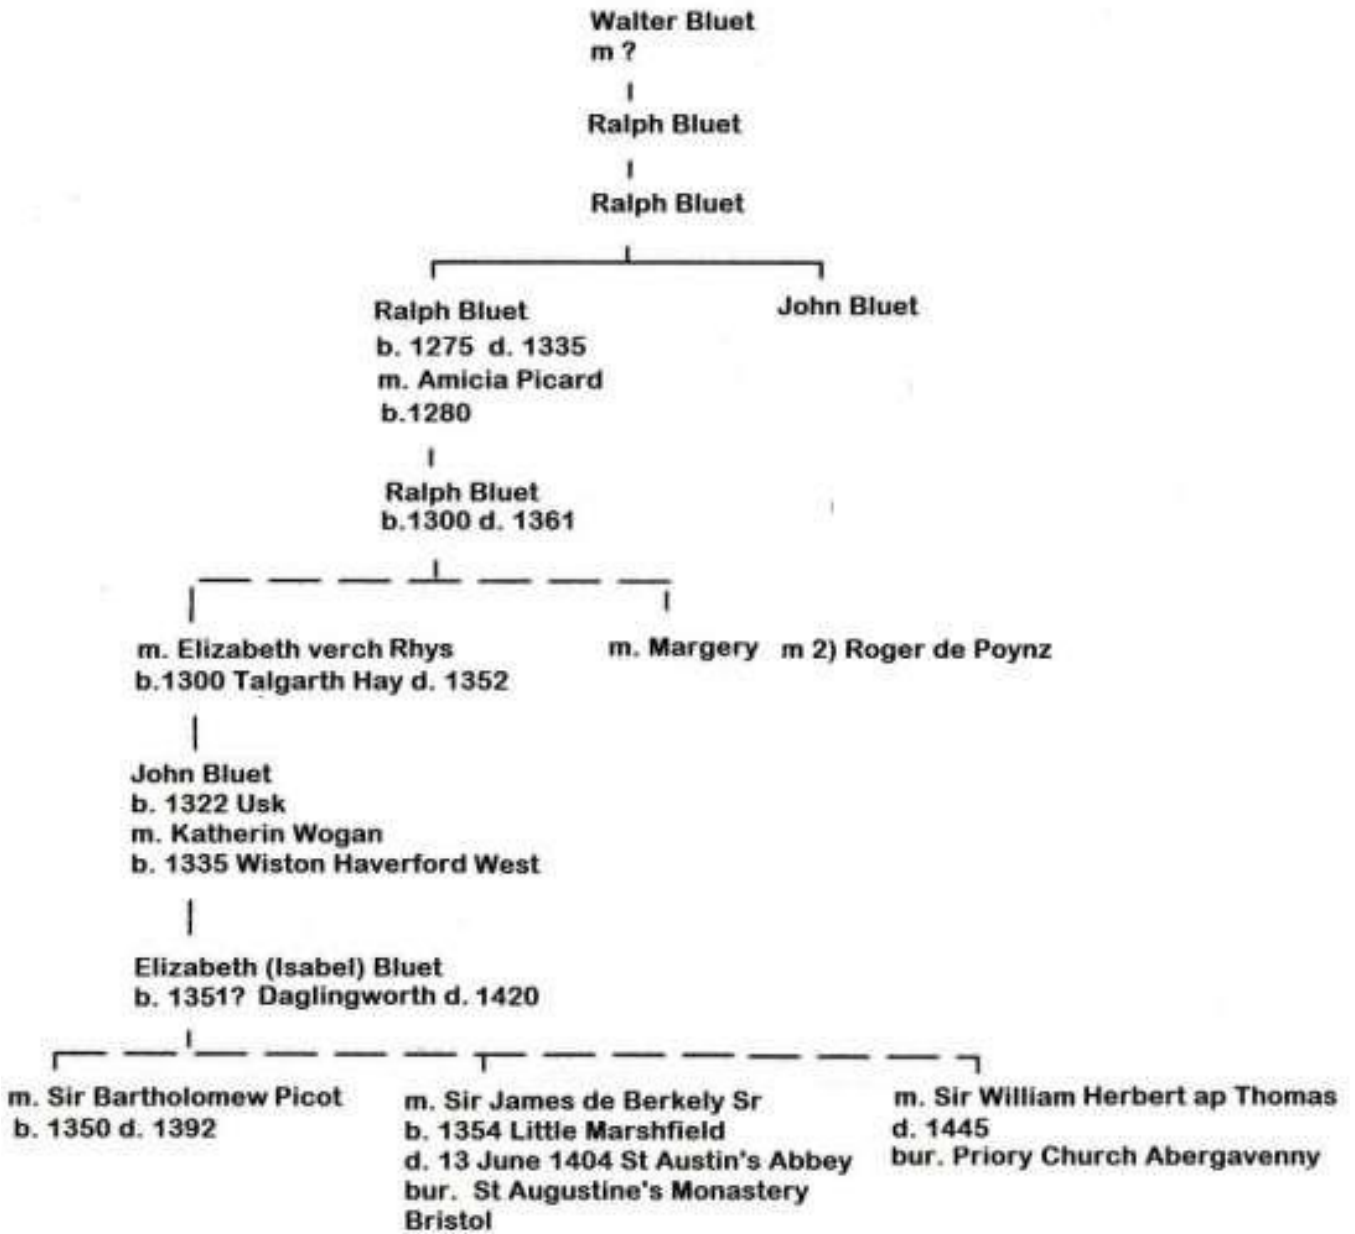 Walter Bluet
m ?
Ralph Bluet
Ralph Bluet
Ralph Bluet
b. 1275 d. 1335
m. Amicia Picard
b.1280
John Bluet
Ralph Bluet
b.1300 d. 1361
m. Elizabeth verch Rhys
b.1300 Talgarth Hay d. 1352
m. Margery m 2) Roger de Poynz
John Bluet
b. 1322 Usk
m. Katherin Wogan
b. 1335 Wiston Haverford West
Elizabeth (Isabel) Bluet
b. 1351? Daglingworth d. 1420
m. Sir Bartholomew Picot
b. 1350 d. 1392
m. Sir James de Berkely Sr
b. 1354 Little Marshfield
d. 13 June 1404 St Austin's Abbey
bur. St Augustine's Monastery
Bristol
m. Sir William Herbert ap Thomas
d. 1445
bur. Priory Church Abergavenny